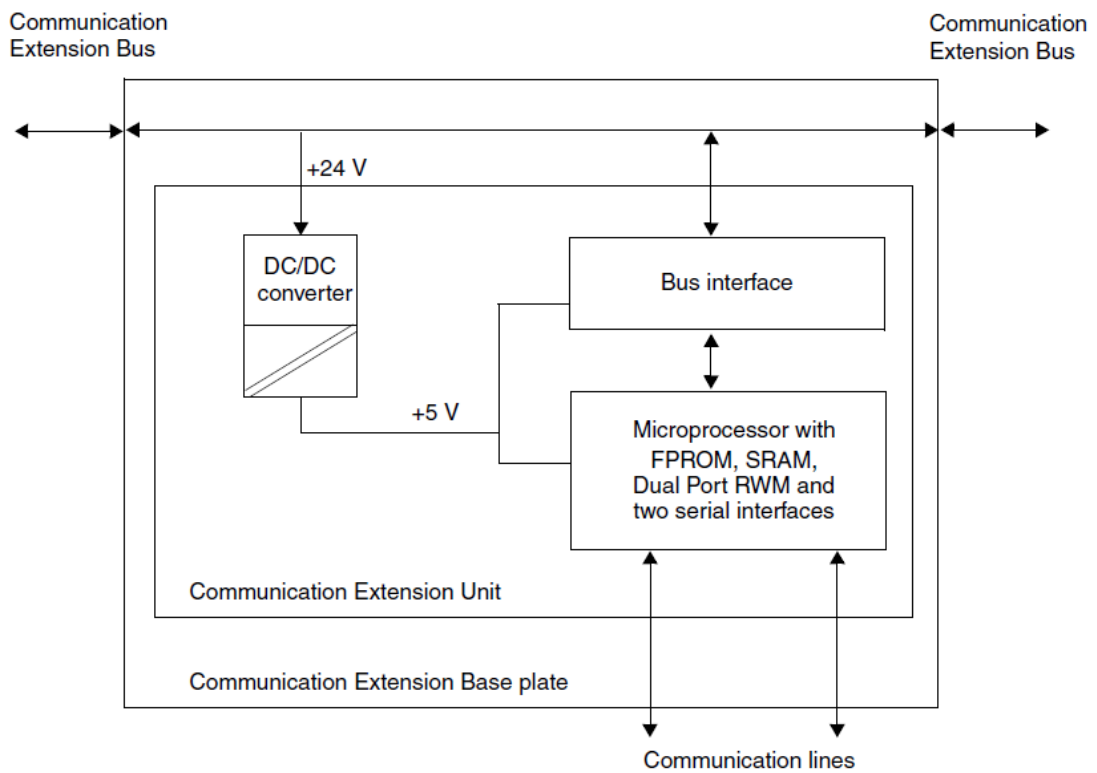 Communication
Extension Bus
Communication
Extension Bus
+24 V
DC/DC
converter
Bus interface
+5 V
Microprocessor with
FPROM, SRAM,
Dual Port RWM and
two serial interfaces
Communication Extension Unit
Communication Extension Base plate
Communication lines